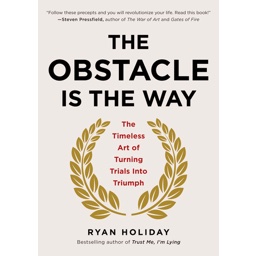 "Follow these precepts and you will revolutionize your life. Read this book!"
—Steven Pressfield, author of The War of Art and Gates of Fire
THE
OBSTACLE
IS THE WAY
The
Timeless
Art of
Turning
Trials Into
Triumph
RYAN HOLIDAY
Bestselling author of Trust Me, I'm Lying